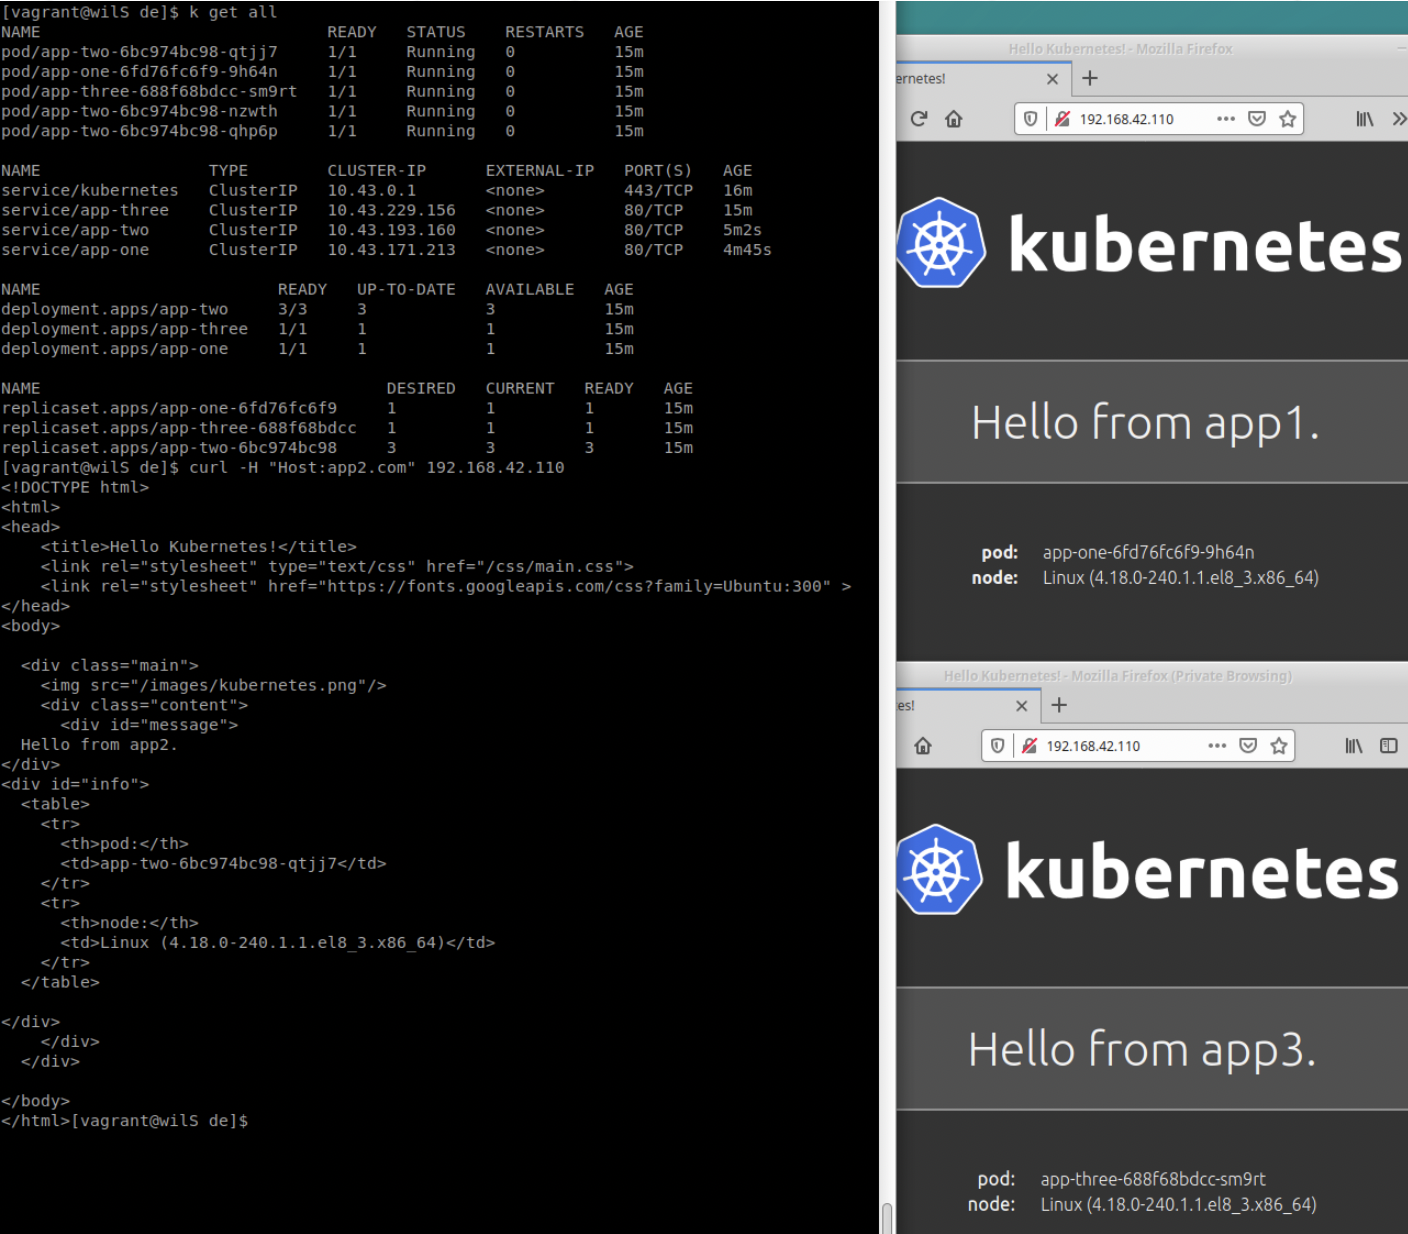 [vagrant@wilS de]$ k get all
NAME                             READY   STATUS    RESTARTS   AGE
pod/app-two-6bc974bc98-qtjj7     1/1     Running   0          15m
pod/app-one-6fd76fc6f9-9h64n     1/1     Running   0          15m
pod/app-three-688f68bdcc-sm9rt   1/1     Running   0          15m
pod/app-two-6bc974bc98-nzwth     1/1     Running   0          15m
pod/app-two-6bc974bc98-qhp6p     1/1     Running   0          15m
NAME                 TYPE        CLUSTER-IP      EXTERNAL-IP   PORT(S)   AGE
service/kubernetes   ClusterIP   10.43.0.1       <none>        443/TCP   16m
service/app-three    ClusterIP   10.43.229.156   <none>        80/TCP    15m
service/app-two      ClusterIP   10.43.193.160   <none>        80/TCP    5m2s
service/app-one      ClusterIP   10.43.171.213   <none>        80/TCP    4m45s
NAME                        READY   UP-TO-DATE   AVAILABLE   AGE
deployment.apps/app-two     3/3     3            3           15m
deployment.apps/app-three   1/1     1            1           15m
deployment.apps/app-one     1/1     1            1           15m
NAME                                   DESIRED   CURRENT   READY   AGE
replicaset.apps/app-one-6fd76fc6f9     1         1         1       15m
replicaset.apps/app-three-688f68bdcc   1         1         1       15m
replicaset.apps/app-two-6bc974bc98     3         3         3       15m
[vagrant@wilS de]$ curl -H "Host:app2.com" 192.168.42.110
<!DOCTYPE html>
<html>
<head>
    <title>Hello Kubernetes!</title>
    <link rel="stylesheet" type="text/css" href="/css/main.css">
    <link rel="stylesheet" href="https://fonts.googleapis.com/css?family=Ubuntu:300" >
</head>
<body>
  <div class="main">
    <img src="/images/kubernetes.png"/>
    <div class="content">
      <div id="message">
  Hello from app2.
</div>
<div id="info">
  <table>
    <tr>
      <th>pod:</th>
      <td>app-two-6bc974bc98-qtjj7</td>
    </tr>
    <tr>
      <th>node:</th>
      <td>Linux (4.18.0-240.1.1.el8_3.x86_64)</td>
    </tr>
  </table>
</div>
    </div>
  </div>
</body>
</html>[vagrant@wilS de]$
Hello Kubernetes! - Mozilla Firefox
ernetes!
192.168.42.110
kubernetes
Hello from app1.
pod: app-one-6fd76fc6f9-9h64n
node: Linux (4.18.0-240.1.1.el8_3.x86_64)
Hello Kubernetes! - Mozilla Firefox (Private Browsing)
es!
192.168.42.110
kubernetes
Hello from app3.
pod: app-three-688f68bdcc-sm9rt
node: Linux (4.18.0-240.1.1.el8_3.x86_64)